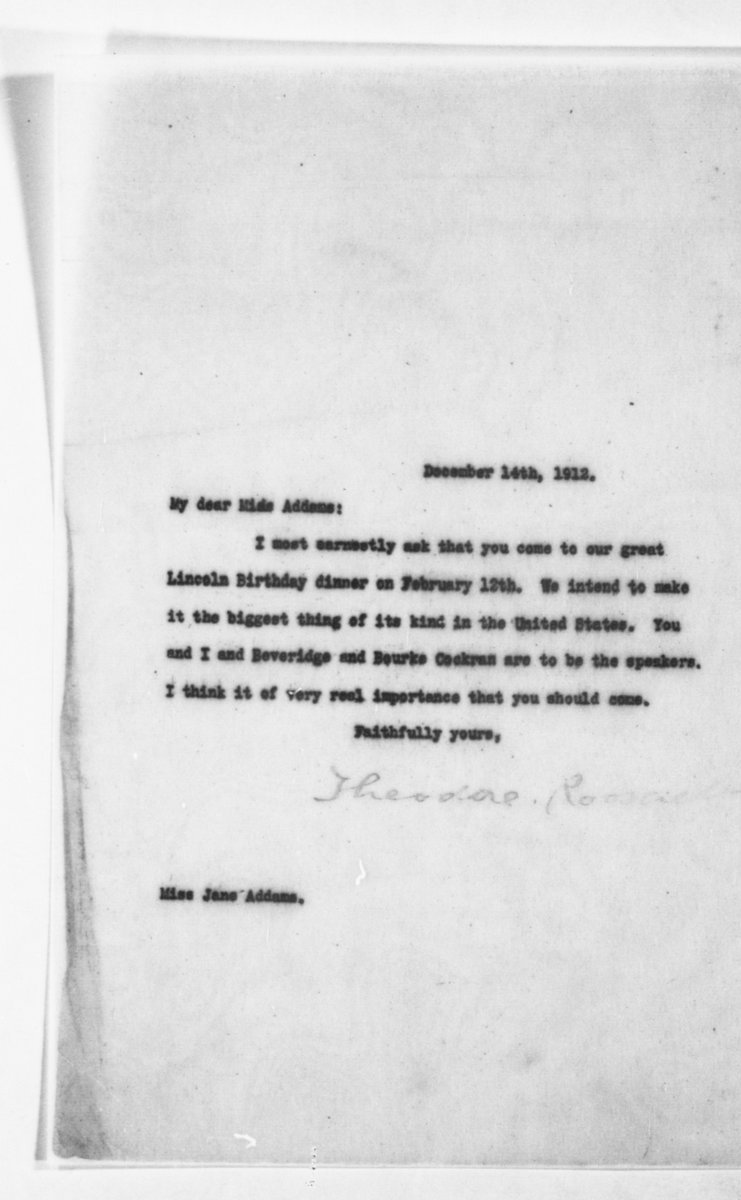 December 14th, 1912.
My dear Miss Addams:
I most earnestly ask that you come to our great
Lincoln Birthday dinner on February 12th. We intend to make
it the biggest thing of its kind in the United States. You
and I and Beveridge and Bourke Cockran are to be the speakers.
I think it of very real importance that you should come.
Faithfully yours,
Theodore Roosevelt
Miss Jane Addams.